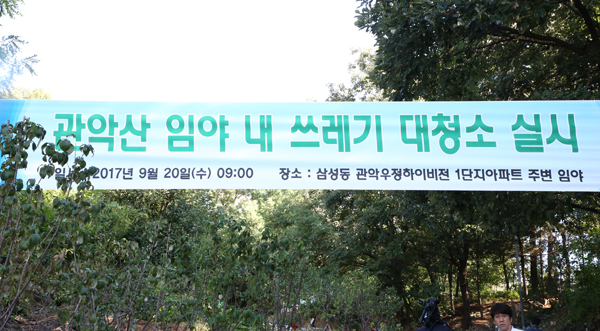 관악산 임야 내 쓰레기 대청소 실시
2017년 9월 20일(수) 09:00 장소 : 삼성동 관악우정하이비젼 1단지아파트 주변 임야